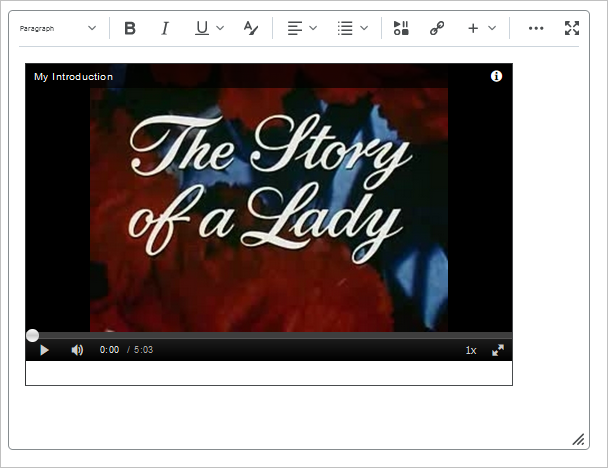 Paragraph
B I U A
My Introduction
The Story
of a Lady
0:00 / 5:03
1x